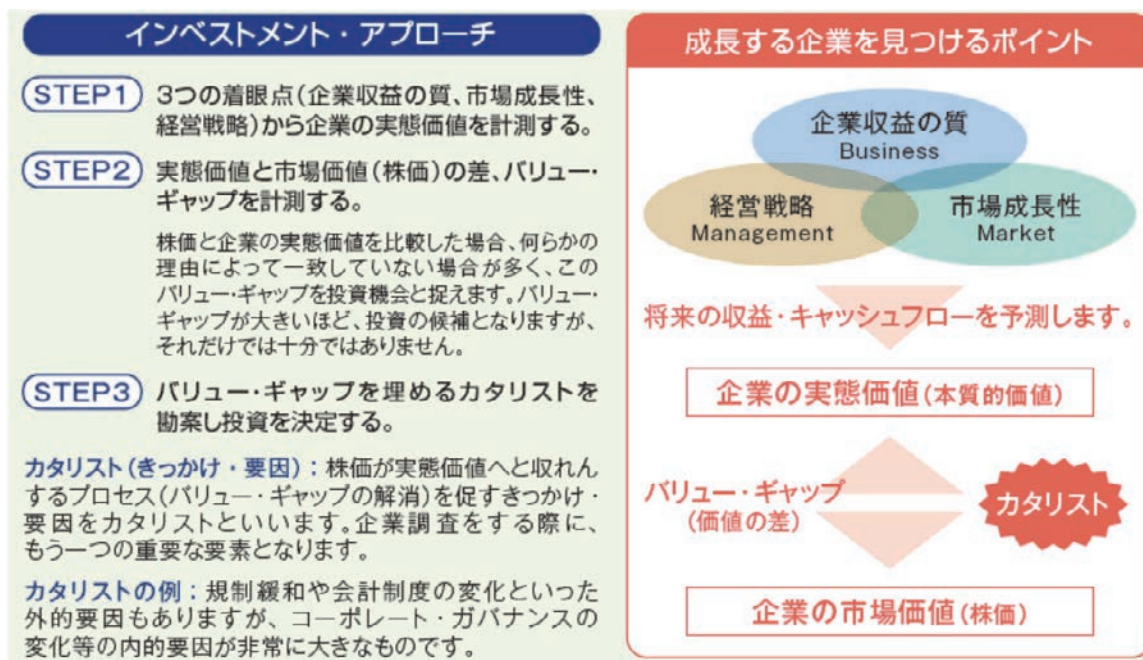 インベストメント・アプローチ
STEP1 3つの着眼点(企業収益の質、市場成長性、
経営戦略)から企業の実態価値を計測する。
STEP2 実態価値と市場価値(株価)の差、バリュー・
ギャップを計測する。
株価と企業の実態価値を比較した場合、何らかの
理由によって一致していない場合が多く、この
バリュー・ギャップを投資機会と捉えます。バリュー・
ギャップが大きいほど、投資の候補となりますが、
それだけでは十分ではありません。
STEP3 バリュー・ギャップを埋めるカタリストを
勘案し投資を決定する。
カタリスト(きっかけ・要因):株価が実態価値へと収れん
するプロセス(バリュー・ギャップの解消)を促すきっかけ・
要因をカタリストといいます。企業調査をする際に、
もう一つの重要な要素となります。
カタリストの例:規制緩和や会計制度の変化といった
外的要因もありますが、コーポレート・ガバナンスの
変化等の内的要因が非常に大きなものです。
成長する企業を見つけるポイント
企業収益の質
Business
経営戦略
Management
市場成長性
Market
将来の収益・キャッシュフローを予測します。
企業の実態価値(本質的価値)
バリュー・ギャップ
(価値の差)
カタリスト
企業の市場価値(株価)